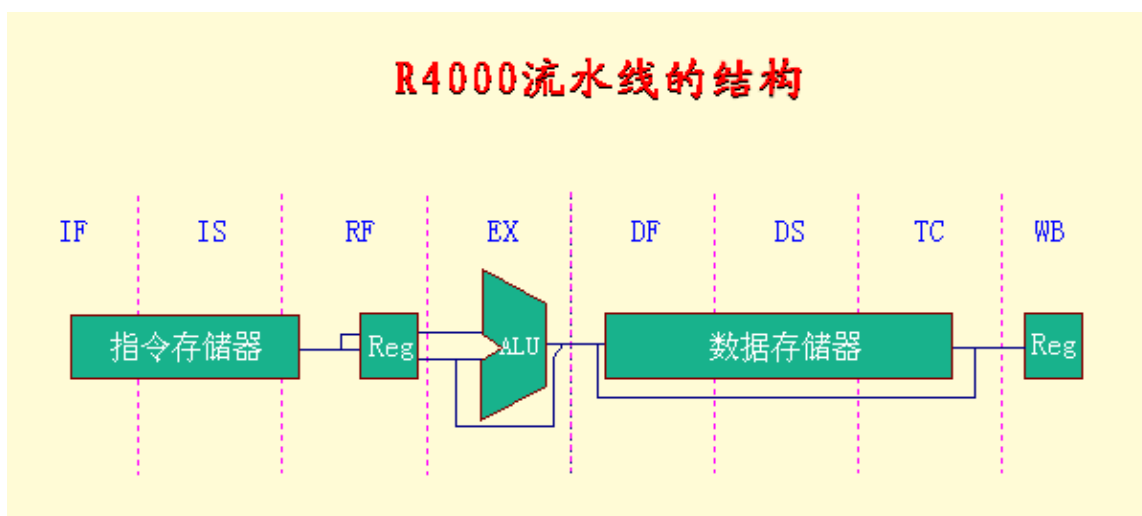 R4000流水线的结构
IF IS RF EX DF DS TC WB
指令存储器 Reg ALU 数据存储器 Reg